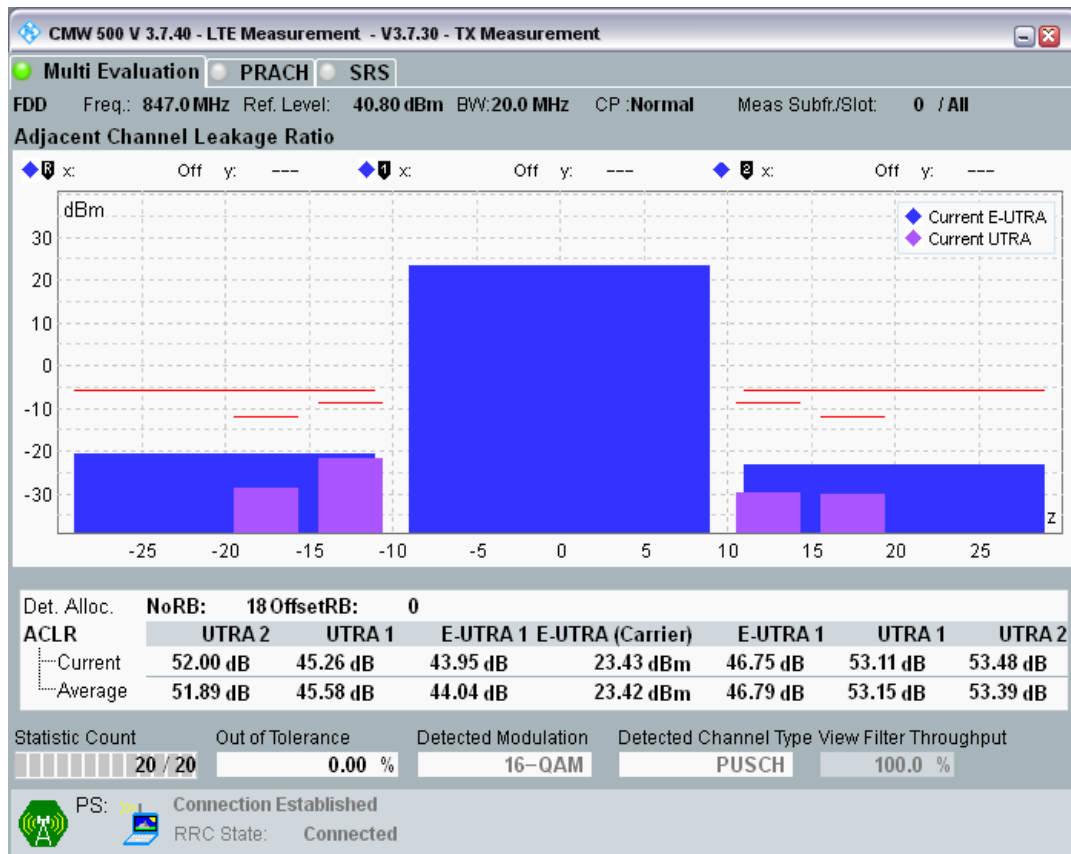 CMW 500 V 3.7.40 - LTE Measurement - V3.7.30 - TX Measurement
Multi Evaluation PRACH SRS
FDD Freq.: 847.0 MHz Ref. Level: 40.80 dBm BW:20.0 MHz CP :Normal Meas Subfr./Slot: 0 / All
Adjacent Channel Leakage Ratio
R x: Off y: --- 1 x: Off y: --- 2 x: Off y: ---
dBm
Current E-UTRA
Current UTRA
30
20
10
0
-10
-20
-30
z
-25 -20 -15 -10 -5 0 5 10 15 20 25
Det. Alloc. NoRB: 18 OffsetRB: 0
ACLR UTRA 2 UTRA 1 E-UTRA 1 E-UTRA (Carrier) E-UTRA 1 UTRA 1 UTRA 2
Current 52.00 dB 45.26 dB 43.95 dB 23.43 dBm 46.75 dB 53.11 dB 53.48 dB
Average 51.89 dB 45.58 dB 44.04 dB 23.42 dBm 46.79 dB 53.15 dB 53.39 dB
Statistic Count Out of Tolerance Detected Modulation Detected Channel Type View Filter Throughput
20 / 20 0.00 % 16-QAM PUSCH 100.0 %
PS: Connection Established
RRC State: Connected